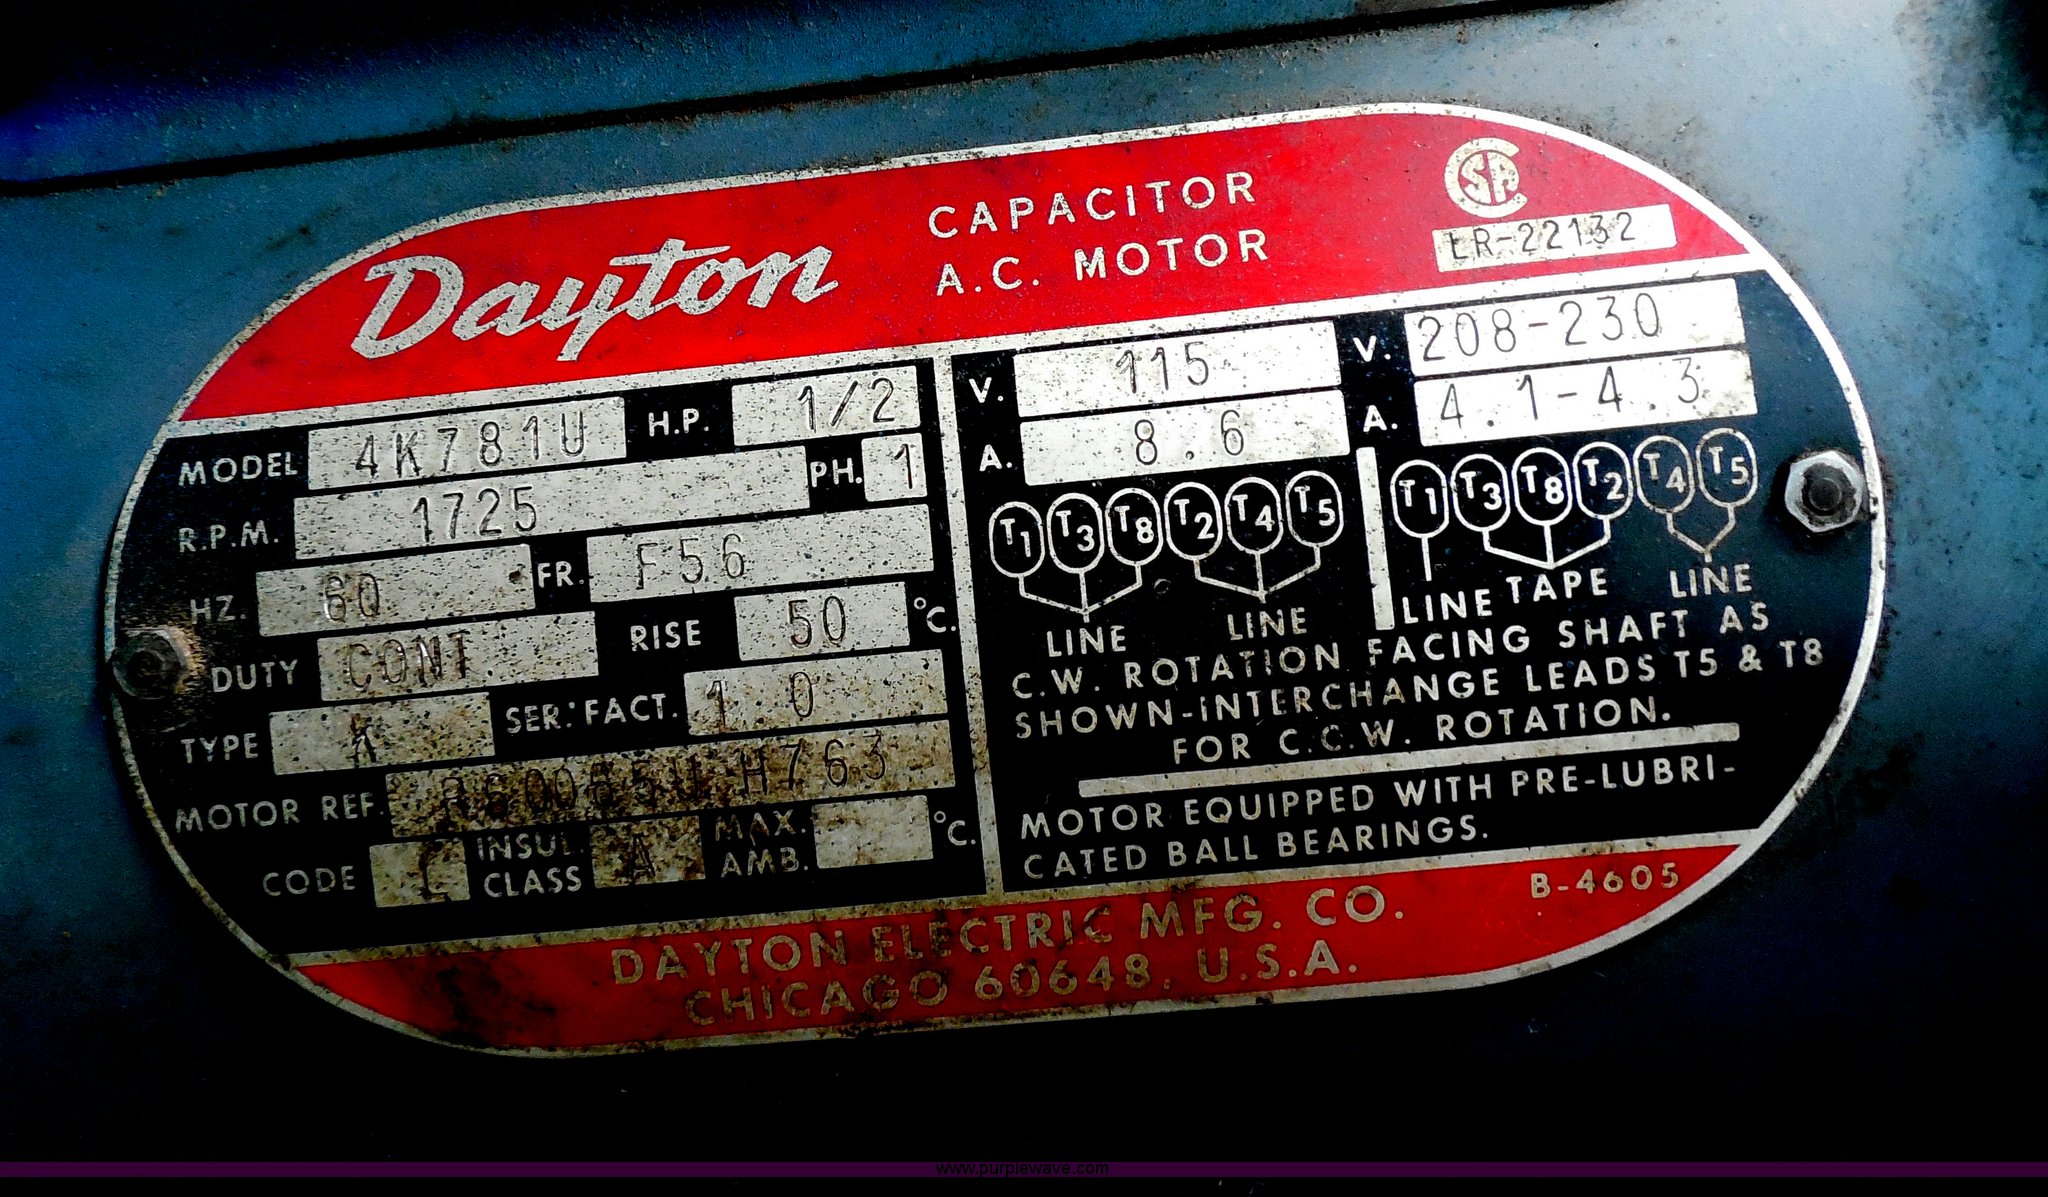 Dayton
CAPACITOR
A.C. MOTOR
CSA
LR-22132
MODEL 4K781U H.P. 1/2
R.P.M. 1725 PH. 1
HZ. 60 FR. F56
DUTY CONT. RISE 50 °C.
TYPE K SER. FACT. 1 0
MOTOR REF. H763
CODE L INSUL. CLASS A MAX. AMB. °C.
V. 115 V. 208-230
A. 8.6 A. 4.1-4.3
T1 T3 T8 T2 T4 T5 T1 T3 T8 T2 T4 T5
LINE LINE LINE TAPE LINE
C.W. ROTATION FACING SHAFT AS
SHOWN-INTERCHANGE LEADS T5 & T8
FOR C.C.W. ROTATION.
MOTOR EQUIPPED WITH PRE-LUBRI-
CATED BALL BEARINGS.
B-4605
DAYTON ELECTRIC MFG. CO.
CHICAGO 60648, U.S.A.
www.purplewave.com